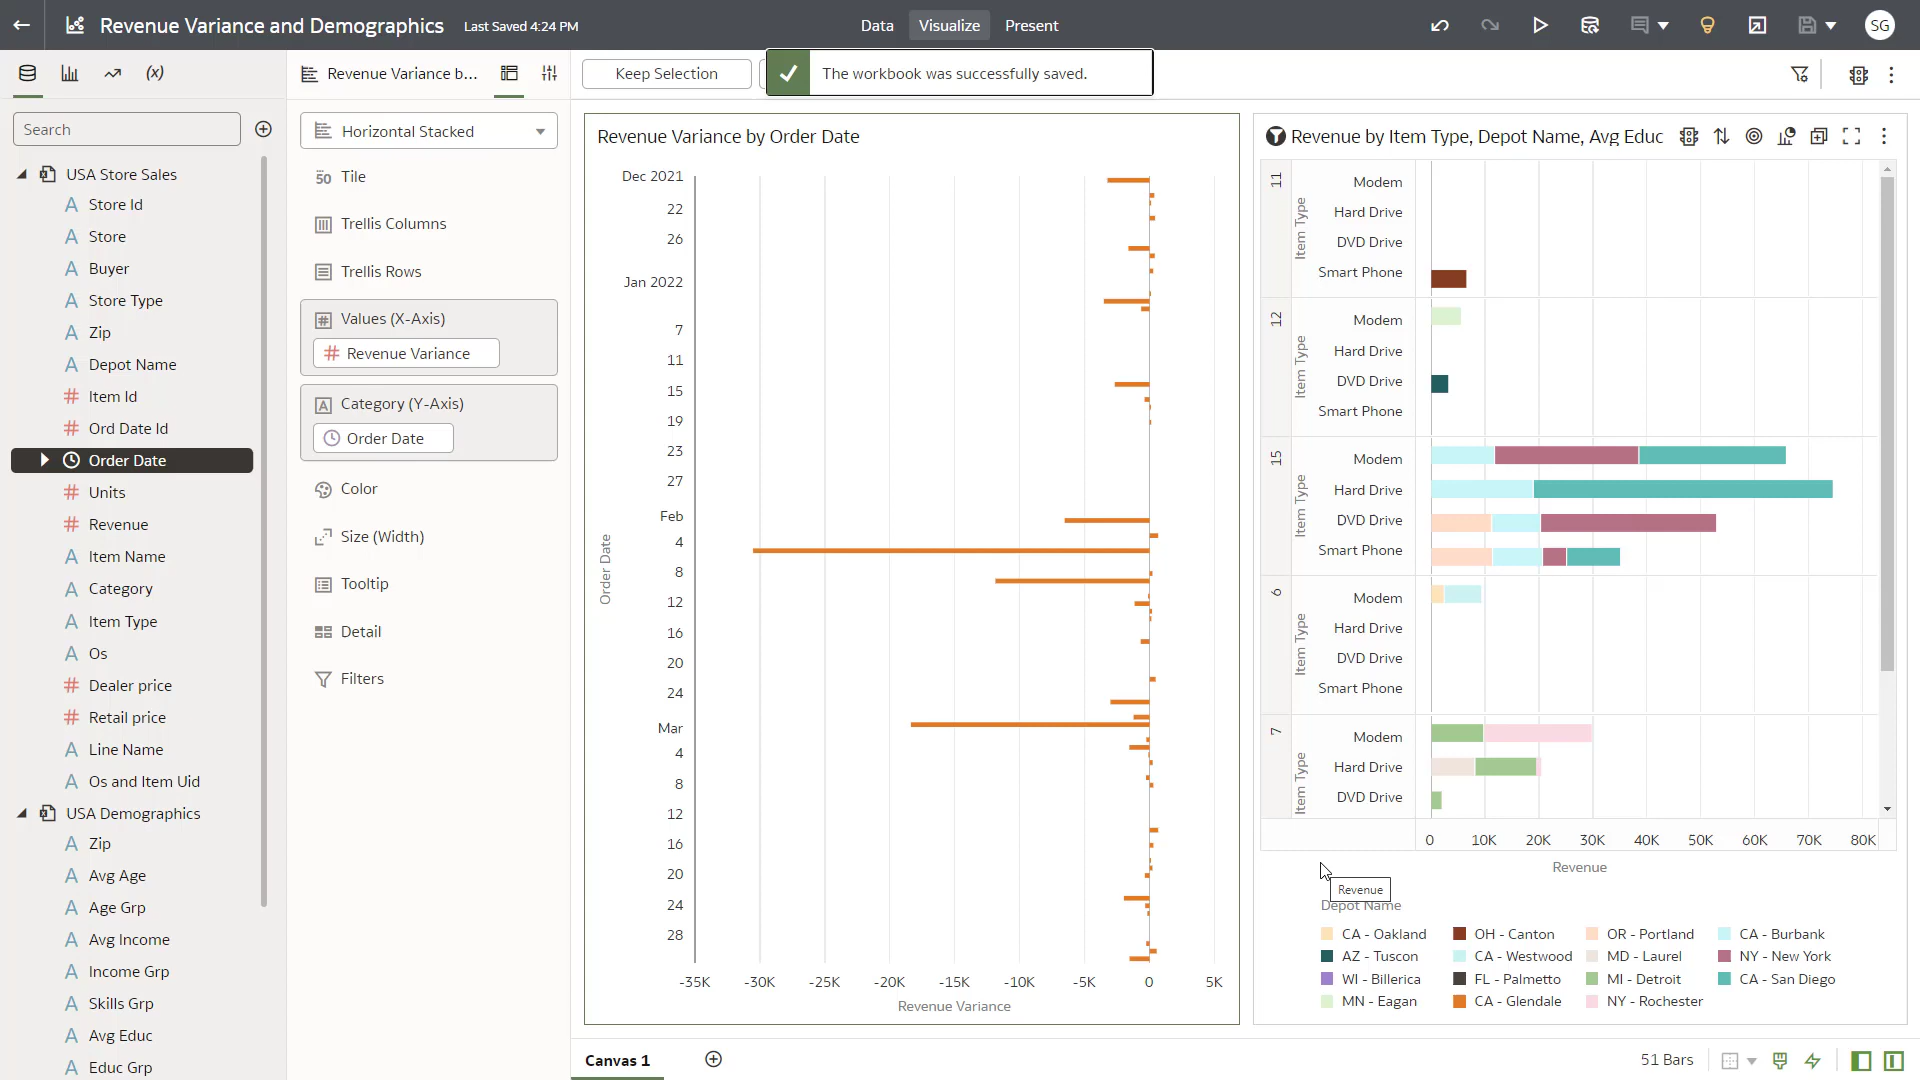 Revenue Variance and Demographics
Last Saved 4:24 PM
Data
Visualize
Present
SG
Revenue Variance b...
Keep Selection
The workbook was successfully saved.
(x)
Search
USA Store Sales
Store Id
Store
Buyer
Store Type
Zip
Depot Name
Item Id
Ord Date Id
Order Date
Units
Revenue
Item Name
Category
Item Type
Os
Dealer price
Retail price
Line Name
Os and Item Uid
USA Demographics
Zip
Avg Age
Age Grp
Avg Income
Income Grp
Skills Grp
Avg Educ
Educ Grp
Horizontal Stacked
Tile
Trellis Columns
Trellis Rows
Values (X-Axis)
Revenue Variance
Category (Y-Axis)
Order Date
Color
Size (Width)
Tooltip
Detail
Filters
Revenue Variance by Order Date
Dec 2021
22
26
Jan 2022
7
11
15
19
23
27
Feb
4
8
12
16
20
24
Mar
4
8
12
16
20
24
28
Order Date
-35K -30K -25K -20K -15K -10K -5K 0 5K
Revenue Variance
Revenue by Item Type, Depot Name, Avg Educ
11
Item Type
Modem
Hard Drive
DVD Drive
Smart Phone
12
Item Type
Modem
Hard Drive
DVD Drive
Smart Phone
15
Item Type
Modem
Hard Drive
DVD Drive
Smart Phone
6
Item Type
Modem
Hard Drive
DVD Drive
Smart Phone
7
Item Type
Modem
Hard Drive
DVD Drive
0 10K 20K 30K 40K 50K 60K 70K 80K
Revenue
Revenue
Depot Name
CA - Oakland OH - Canton OR - Portland CA - Burbank
AZ - Tuscon CA - Westwood MD - Laurel NY - New York
WI - Billerica FL - Palmetto MI - Detroit CA - San Diego
MN - Eagan CA - Glendale NY - Rochester
Canvas 1
51 Bars